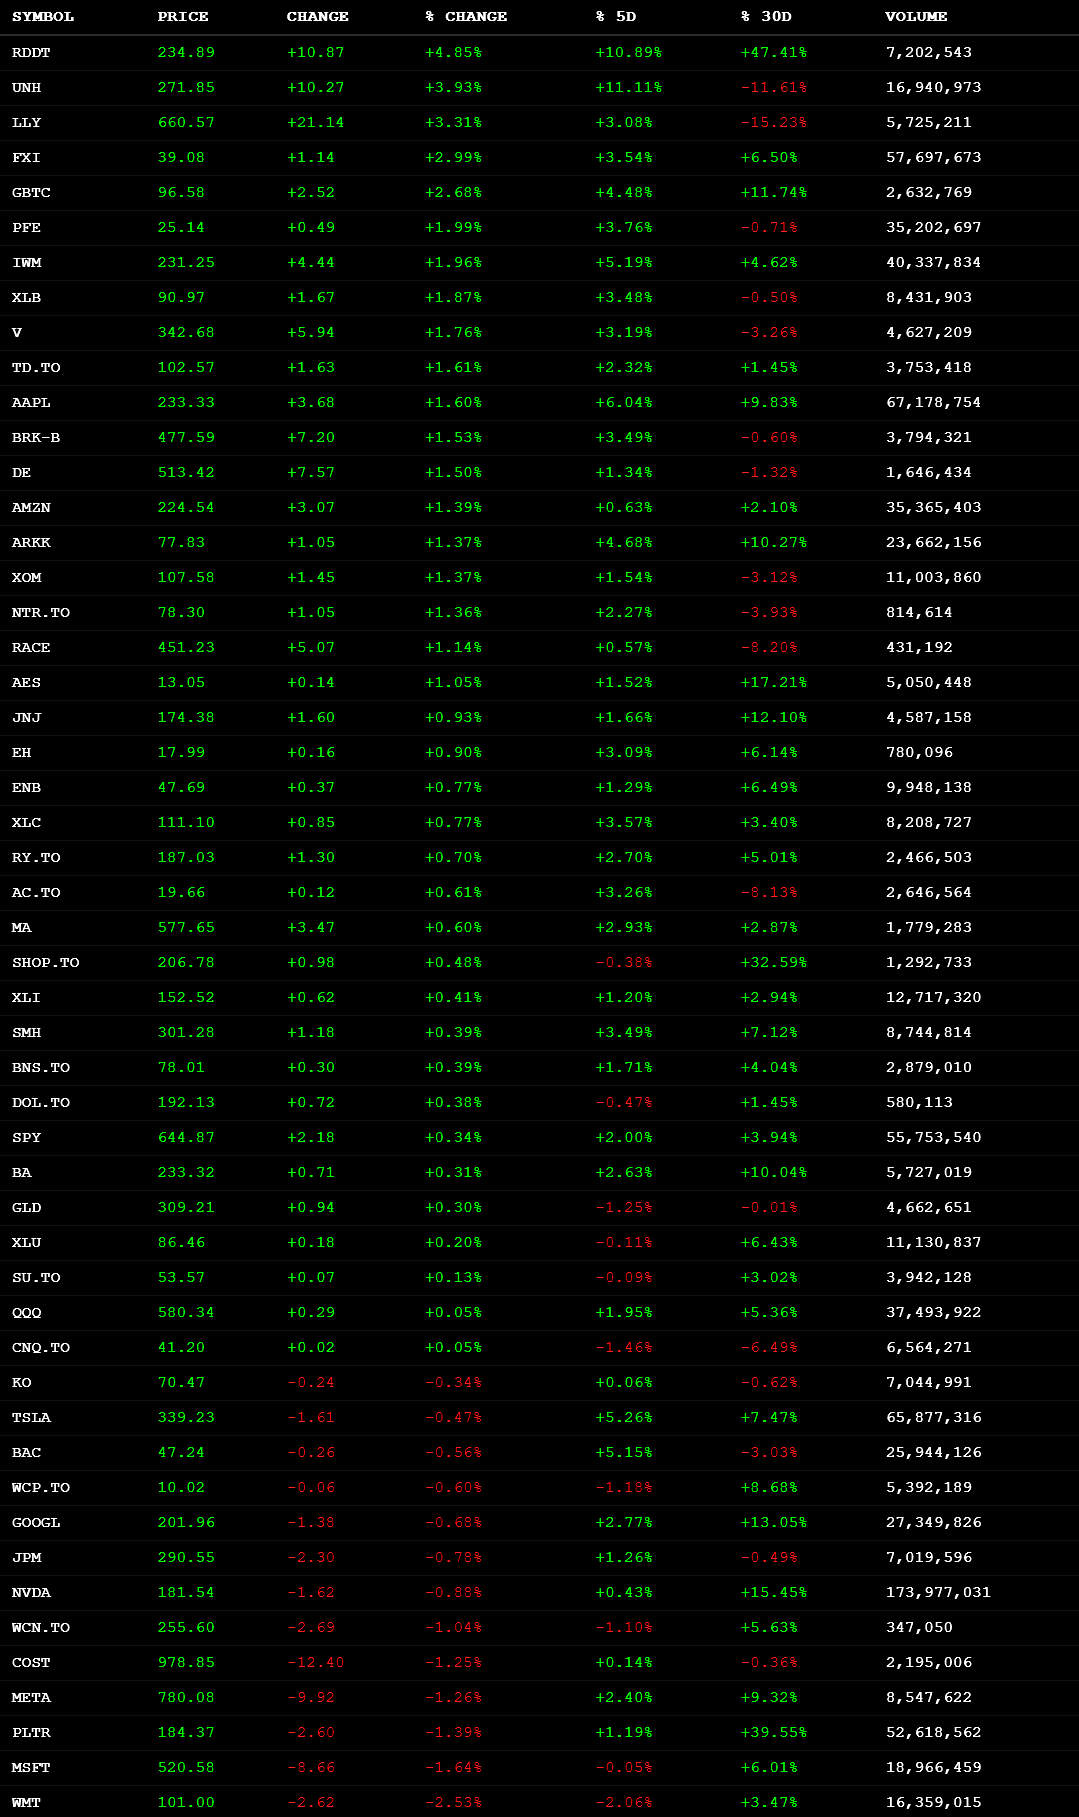 SYMBOL PRICE CHANGE % CHANGE % 5D % 30D VOLUME
RDDT 234.89 +10.87 +4.85% +10.89% +47.41% 7,202,543
UNH 271.85 +10.27 +3.93% +11.11% -11.61% 16,940,973
LLY 660.57 +21.14 +3.31% +3.08% -15.23% 5,725,211
FXI 39.08 +1.14 +2.99% +3.54% +6.50% 57,697,673
GBTC 96.58 +2.52 +2.68% +4.48% +11.74% 2,632,769
PFE 25.14 +0.49 +1.99% +3.76% -0.71% 35,202,697
IWM 231.25 +4.44 +1.96% +5.19% +4.62% 40,337,834
XLB 90.97 +1.67 +1.87% +3.48% -0.50% 8,431,903
V 342.68 +5.94 +1.76% +3.19% -3.26% 4,627,209
TD.TO 102.57 +1.63 +1.61% +2.32% +1.45% 3,753,418
AAPL 233.33 +3.68 +1.60% +6.04% +9.83% 67,178,754
BRK-B 477.59 +7.20 +1.53% +3.49% -0.60% 3,794,321
DE 513.42 +7.57 +1.50% +1.34% -1.32% 1,646,434
AMZN 224.54 +3.07 +1.39% +0.63% +2.10% 35,365,403
ARKK 77.83 +1.05 +1.37% +4.68% +10.27% 23,662,156
XOM 107.58 +1.45 +1.37% +1.54% -3.12% 11,003,860
NTR.TO 78.30 +1.05 +1.36% +2.27% -3.93% 814,614
RACE 451.23 +5.07 +1.14% +0.57% -8.20% 431,192
AES 13.05 +0.14 +1.05% +1.52% +17.21% 5,050,448
JNJ 174.38 +1.60 +0.93% +1.66% +12.10% 4,587,158
EH 17.99 +0.16 +0.90% +3.09% +6.14% 780,096
ENB 47.69 +0.37 +0.77% +1.29% +6.49% 9,948,138
XLC 111.10 +0.85 +0.77% +3.57% +3.40% 8,208,727
RY.TO 187.03 +1.30 +0.70% +2.70% +5.01% 2,466,503
AC.TO 19.66 +0.12 +0.61% +3.26% -8.13% 2,646,564
MA 577.65 +3.47 +0.60% +2.93% +2.87% 1,779,283
SHOP.TO 206.78 +0.98 +0.48% -0.38% +32.59% 1,292,733
XLI 152.52 +0.62 +0.41% +1.20% +2.94% 12,717,320
SMH 301.28 +1.18 +0.39% +3.49% +7.12% 8,744,814
BNS.TO 78.01 +0.30 +0.39% +1.71% +4.04% 2,879,010
DOL.TO 192.13 +0.72 +0.38% -0.47% +1.45% 580,113
SPY 644.87 +2.18 +0.34% +2.00% +3.94% 55,753,540
BA 233.32 +0.71 +0.31% +2.63% +10.04% 5,727,019
GLD 309.21 +0.94 +0.30% -1.25% -0.01% 4,662,651
XLU 86.46 +0.18 +0.20% -0.11% +6.43% 11,130,837
SU.TO 53.57 +0.07 +0.13% -0.09% +3.02% 3,942,128
QQQ 580.34 +0.29 +0.05% +1.95% +5.36% 37,493,922
CNQ.TO 41.20 +0.02 +0.05% -1.46% -6.49% 6,564,271
KO 70.47 -0.24 -0.34% +0.06% -0.62% 7,044,991
TSLA 339.23 -1.61 -0.47% +5.26% +7.47% 65,877,316
BAC 47.24 -0.26 -0.56% +5.15% -3.03% 25,944,126
WCP.TO 10.02 -0.06 -0.60% -1.18% +8.68% 5,392,189
GOOGL 201.96 -1.38 -0.68% +2.77% +13.05% 27,349,826
JPM 290.55 -2.30 -0.78% +1.26% -0.49% 7,019,596
NVDA 181.54 -1.62 -0.88% +0.43% +15.45% 173,977,031
WCN.TO 255.60 -2.69 -1.04% -1.10% +5.63% 347,050
COST 978.85 -12.40 -1.25% +0.14% -0.36% 2,195,006
META 780.08 -9.92 -1.26% +2.40% +9.32% 8,547,622
PLTR 184.37 -2.60 -1.39% +1.19% +39.55% 52,618,562
MSFT 520.58 -8.66 -1.64% -0.05% +6.01% 18,966,459
WMT 101.00 -2.62 -2.53% -2.06% +3.47% 16,359,015